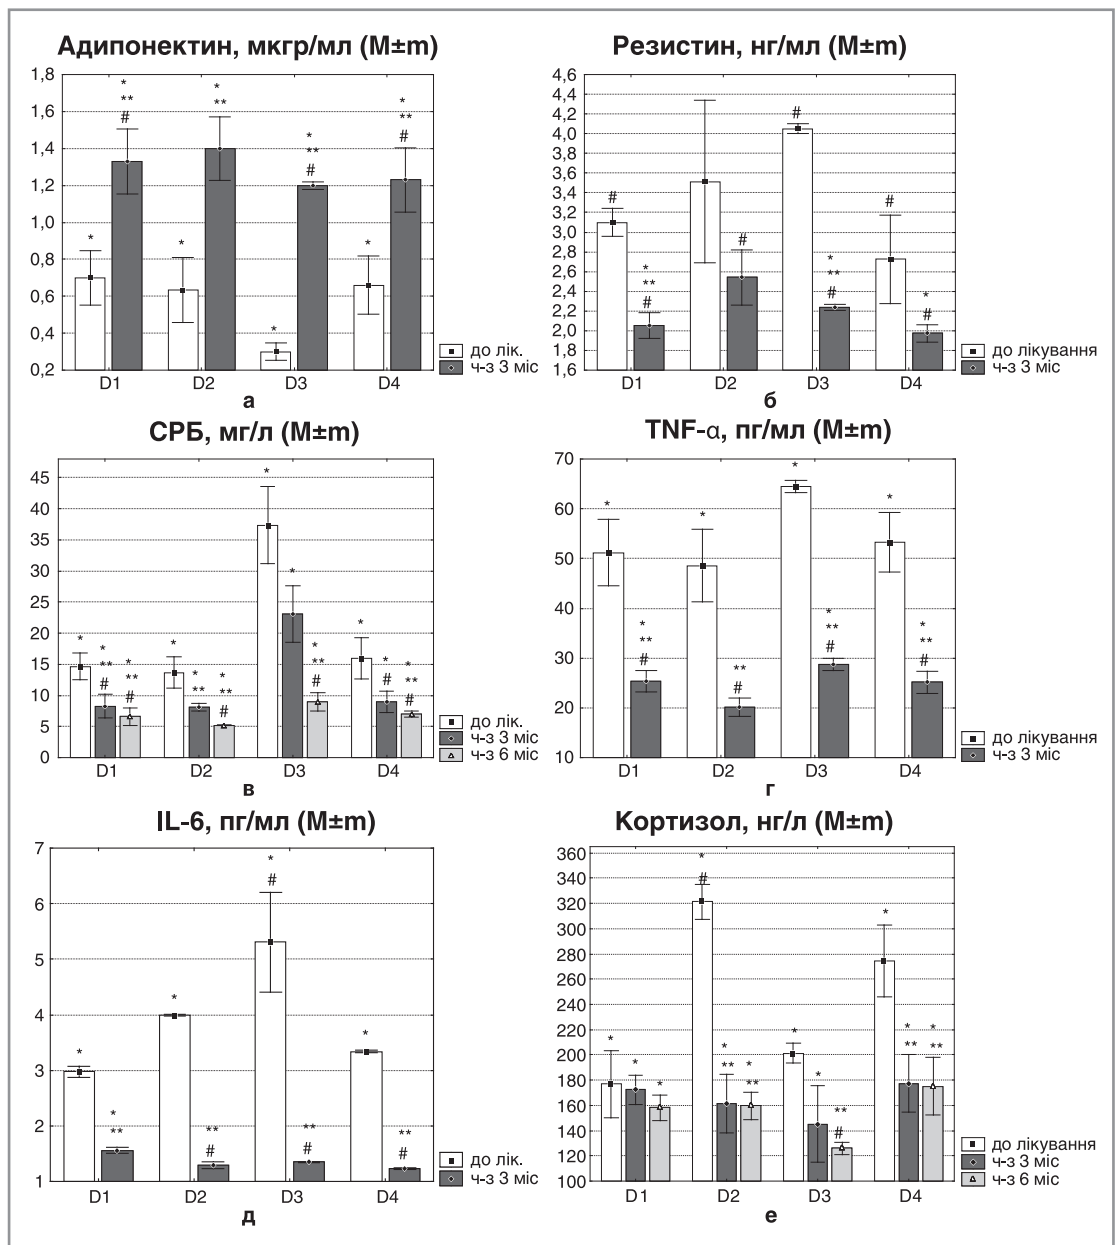 Адипонектин, мкгр/мл (M±m)
1,8
1,6
1,4
1,2
1,0
0,8
0,6
0,4
0,2
* * * * * * * *
** ** ** **
# # #
D1 D2 D3 D4
до лік.
ч-з 3 міс
а
Резистин, нг/мл (M±m)
4,6
4,4
4,2
4,0
3,8
3,6
3,4
3,2
3,0
2,8
2,6
2,4
2,2
2,0
1,8
1,6
# # # # # # #
* * *
** **
D1 D2 D3 D4
до лікування
ч-з 3 міс
б
СРБ, мг/л (M±m)
45
40
35
30
25
20
15
10
5
0
* * * * * * * * * * *
** ** ** ** ** **
# # # # # #
D1 D2 D3 D4
до лік.
ч-з 3 міс
ч-з 6 міс
в
TNF-α, пг/мл (M±m)
70
60
50
40
30
20
10
* * * * * * *
** ** ** **
# # # #
D1 D2 D3 D4
до лікування
ч-з 3 міс
г
IL-6, пг/мл (M±m)
7
6
5
4
3
2
1
* * * * *
** ** ** **
# # # #
D1 D2 D3 D4
до лік.
ч-з 3 міс
д
Кортизол, нг/л (M±m)
360
340
320
300
280
260
240
220
200
180
160
140
120
100
* * * * * * * * * * *
** ** ** ** **
# #
D1 D2 D3 D4
до лікування
ч-з 3 міс
ч-з 6 міс
е